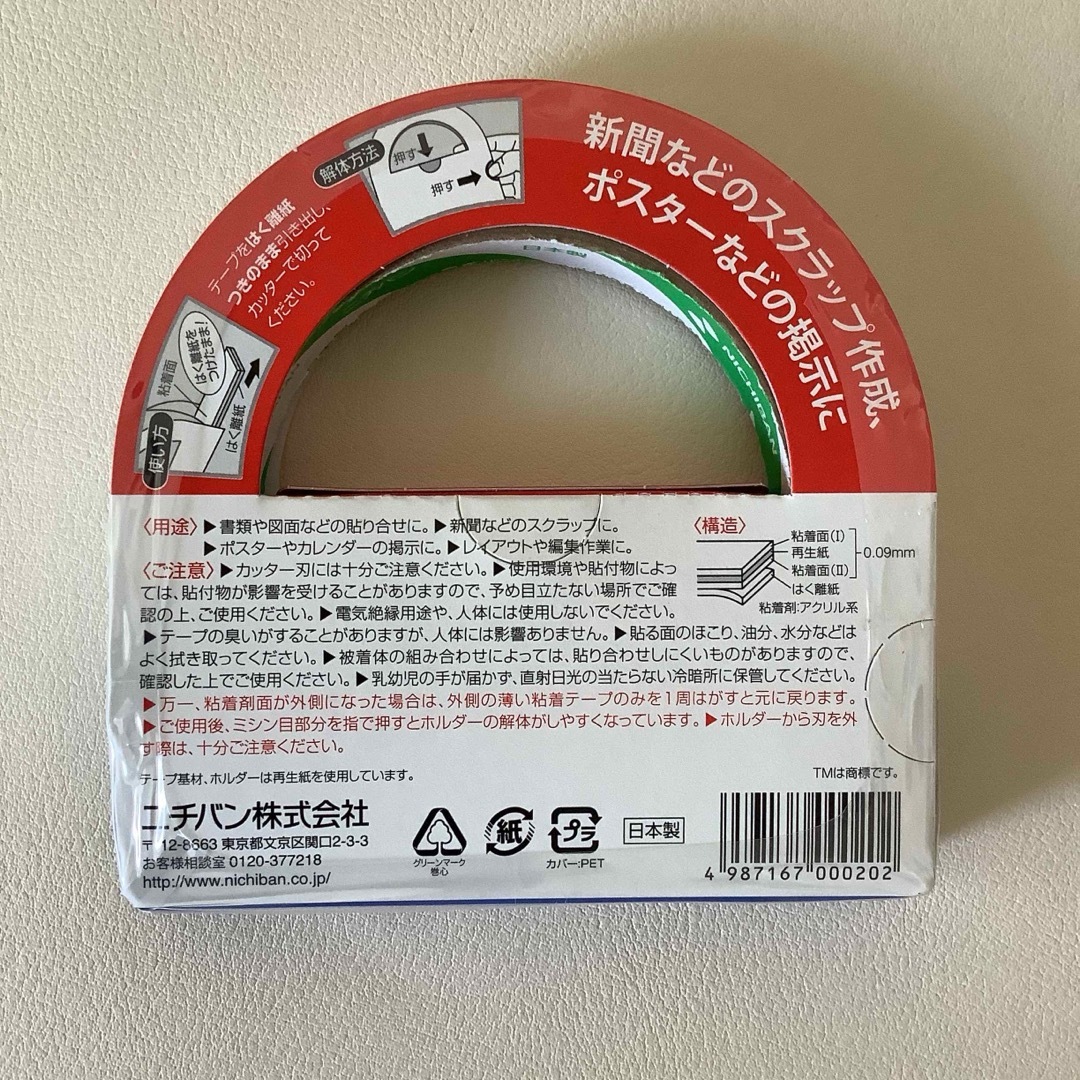 新聞などのスクラップ作成、
ポスターなどの掲示に
解体方法
押す
押す
テープをはく離紙
つきのまま引き出し、
カッターで切って
ください。
使い方
粘着面
はく離紙を
つけたまま!
はく離紙
日本製
NICHIBAN
〈用途〉▶書類や図面などの貼り合せに。▶新聞などのスクラップに。
▶ポスターやカレンダーの掲示に。▶レイアウトや編集作業に。
〈ご注意〉▶カッター刃には十分ご注意ください。▶使用環境や貼付物によっ
ては、貼付物が影響を受けることがありますので、予め目立たない場所でご確
認の上、ご使用ください。▶電気絶縁用途や、人体には使用しないでください。
▶テープの臭いがすることがありますが、人体には影響ありません。▶貼る面のほこり、油分、水分などは
よく拭き取ってください。▶被着体の組み合わせによっては、貼り合わせしにくいものがありますので、
確認した上でご使用ください。▶乳幼児の手が届かず、直射日光の当たらない冷暗所に保管してください。
▶万一、粘着剤面が外側になった場合は、外側の薄い粘着テープのみを1周はがすと元に戻ります。
▶ご使用後、ミシン目部分を指で押すとホルダーの解体がしやすくなっています。▶ホルダーから刃を外
す際は、十分ご注意ください。
〈構造〉
粘着面(Ⅰ)
再生紙
粘着面(Ⅱ)
はく離紙
0.09mm
粘着剤:アクリル系
テープ基材、ホルダーは再生紙を使用しています。
TMは商標です。
ニチバン株式会社
〒112-8663 東京都文京区関口2-3-3
お客様相談室 0120-377218
http://www.nichiban.co.jp/
グリーンマーク
巻心
紙
プラ
カバー:PET
日本製
4 987167 000202